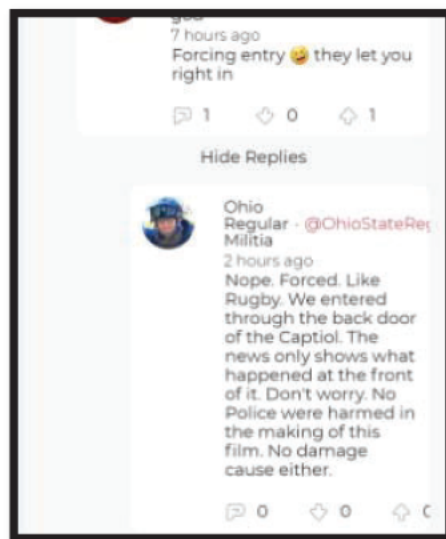 7 hours ago
Forcing entry 🤣 they let you
right in
1 0 1
Hide Replies
Ohio
Regular - @OhioStateReg
Militia
2 hours ago
Nope. Forced. Like
Rugby. We entered
through the back door
of the Captiol. The
news only shows what
happened at the front
of it. Don't worry. No
Police were harmed in
the making of this
film. No damage
cause either.
0 0